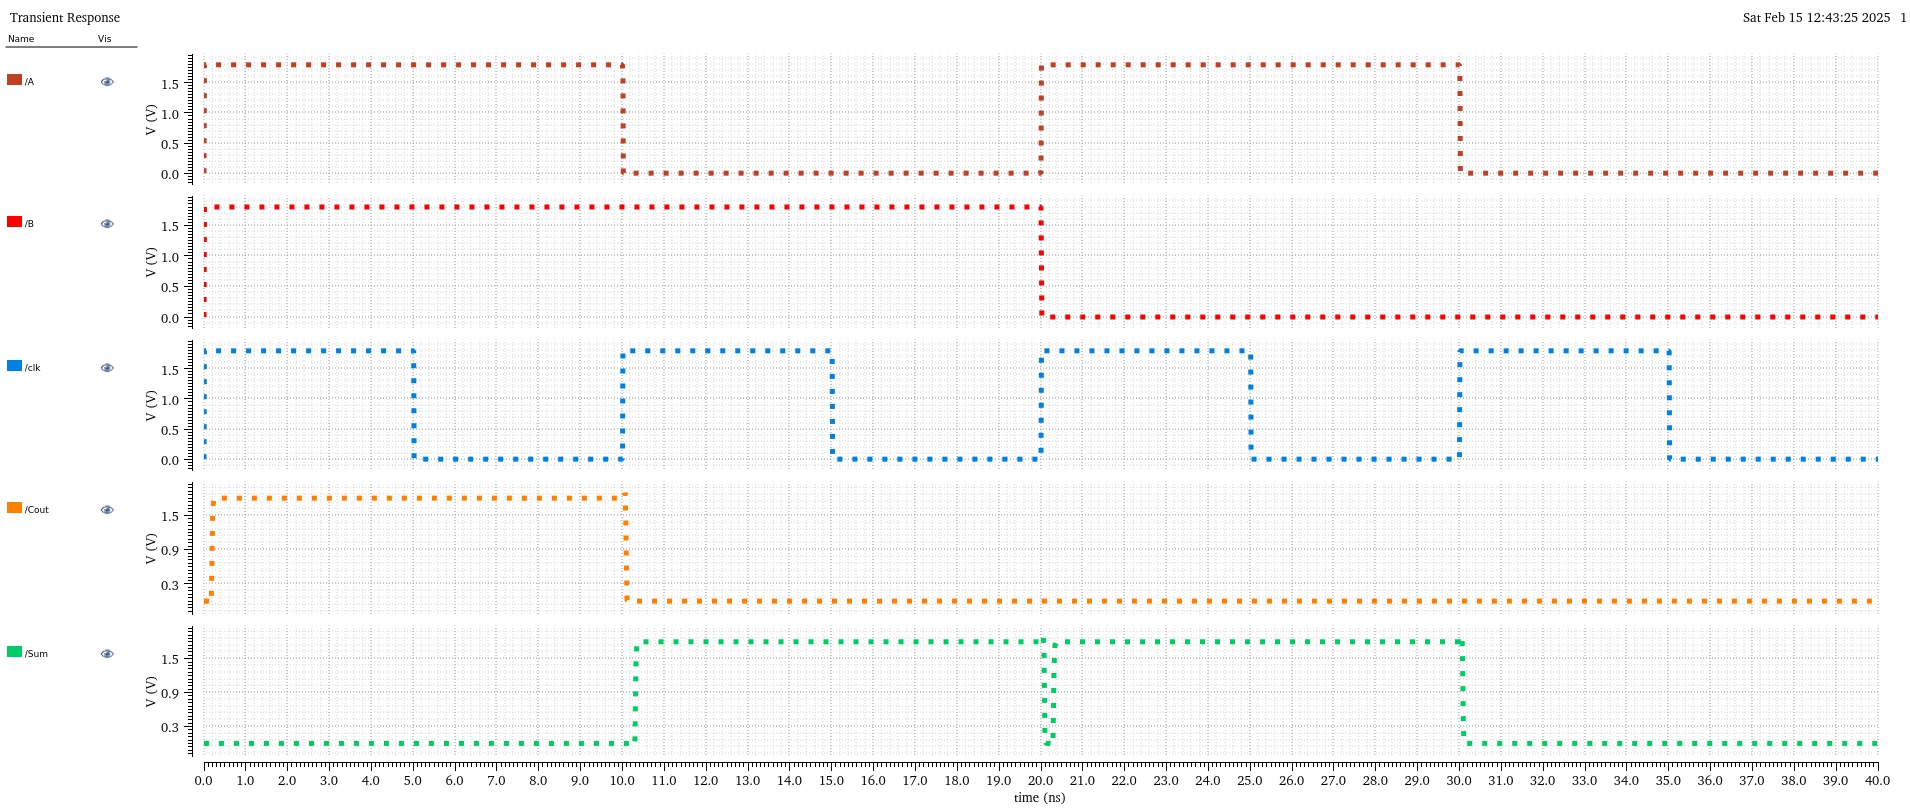 Transient Response
Sat Feb 15 12:43:25 2025 1
Name Vis
/A
V (V)
1.5
1.0
0.5
0.0
/B
V (V)
1.5
1.0
0.5
0.0
/clk
V (V)
1.5
1.0
0.5
0.0
/Cout
V (V)
1.5
0.9
0.3
/Sum
V (V)
1.5
0.9
0.3
0.0 1.0 2.0 3.0 4.0 5.0 6.0 7.0 8.0 9.0 10.0 11.0 12.0 13.0 14.0 15.0 16.0 17.0 18.0 19.0 20.0 21.0 22.0 23.0 24.0 25.0 26.0 27.0 28.0 29.0 30.0 31.0 32.0 33.0 34.0 35.0 36.0 37.0 38.0 39.0 40.0
time (ns)